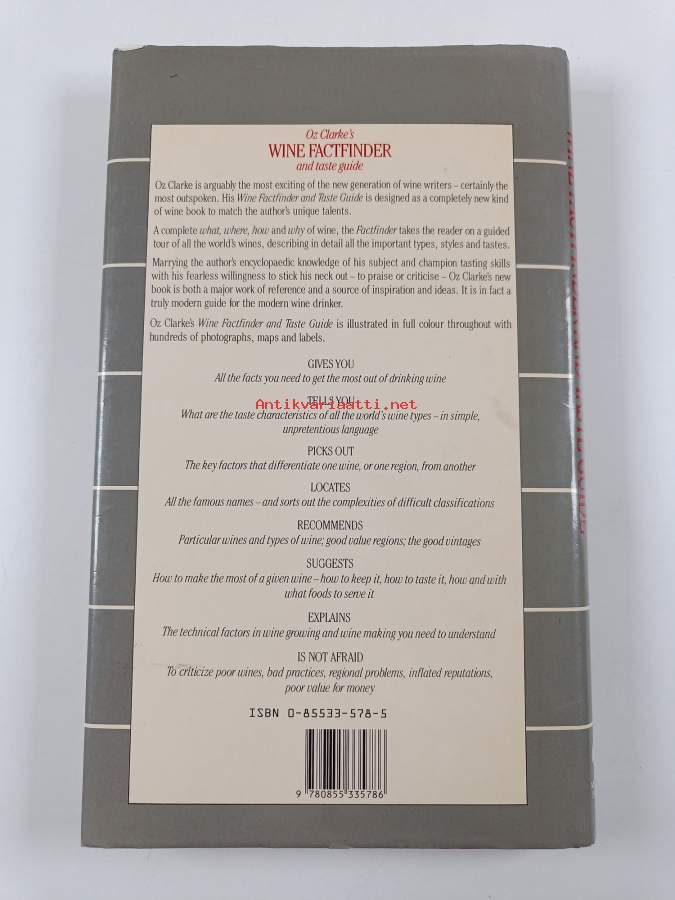 Oz Clarke's
WINE FACTFINDER
and taste guide
Oz Clarke is arguably the most exciting of the new generation of wine writers – certainly the
most outspoken. His Wine Factfinder and Taste Guide is designed as a completely new kind
of wine book to match the author's unique talents.
A complete what, where, how and why of wine, the Factfinder takes the reader on a guided
tour of all the world's wines, describing in detail all the important types, styles and tastes.
Marrying the author's encyclopaedic knowledge of his subject and champion tasting skills
with his fearless willingness to stick his neck out – to praise or criticise – Oz Clarke's new
book is both a major work of reference and a source of inspiration and ideas. It is in fact a
truly modern guide for the modern wine drinker.
Oz Clarke's Wine Factfinder and Taste Guide is illustrated in full colour throughout with
hundreds of photographs, maps and labels.
GIVES YOU
All the facts you need to get the most out of drinking wine
TELLS YOU
Antikvariaatti.net
What are the taste characteristics of all the world's wine types – in simple,
unpretentious language
PICKS OUT
The key factors that differentiate one wine, or one region, from another
LOCATES
All the famous names – and sorts out the complexities of difficult classifications
RECOMMENDS
Particular wines and types of wine; good value regions; the good vintages
SUGGESTS
How to make the most of a given wine – how to keep it, how to taste it, how and with
what foods to serve it
EXPLAINS
The technical factors in wine growing and wine making you need to understand
IS NOT AFRAID
To criticize poor wines, bad practices, regional problems, inflated reputations,
poor value for money
ISBN 0-85533-578-5
9 780855 335786